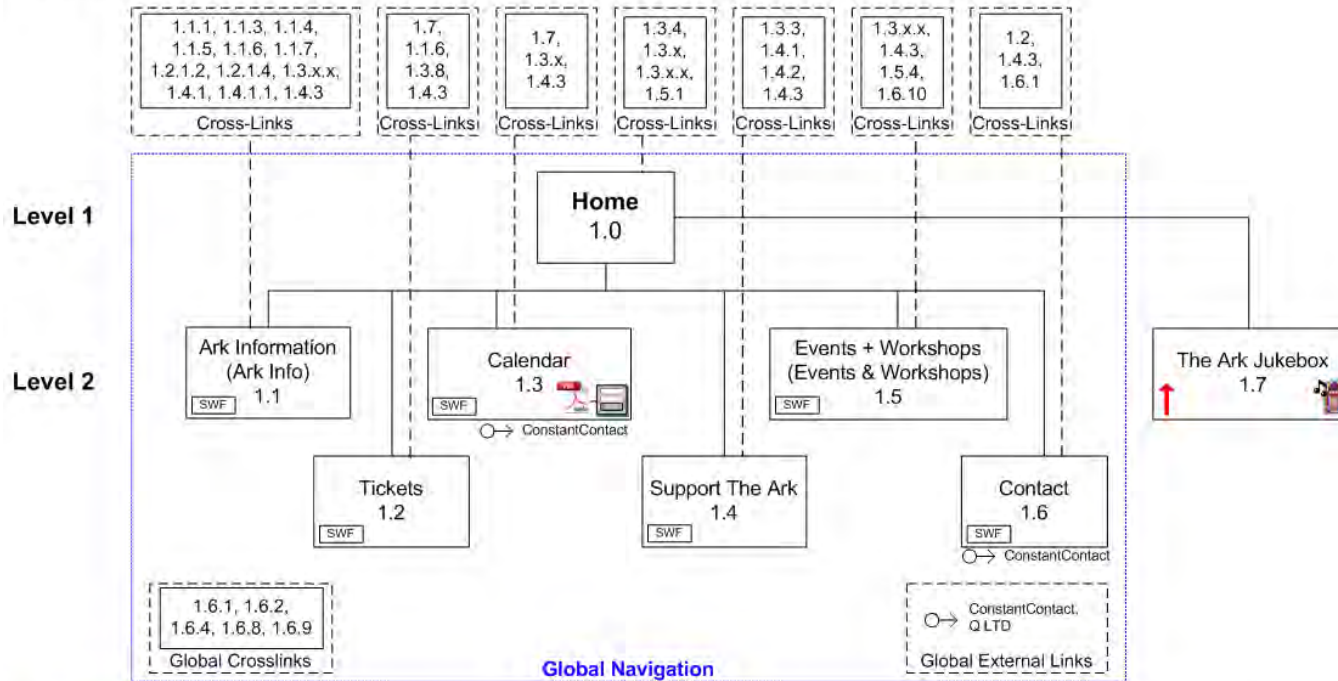 1.1.1, 1.1.3, 1.1.4,
1.1.5, 1.1.6, 1.1.7,
1.2.1.2, 1.2.1.4, 1.3.x.x,
1.4.1, 1.4.1.1, 1.4.3
Cross-Links
1.7,
1.1.6,
1.3.8,
1.4.3
Cross-Links
1.7,
1.3.x,
1.4.3
Cross-Links
1.3.4,
1.3.x,
1.3.x.x,
1.5.1
Cross-Links
1.3.3,
1.4.1,
1.4.2,
1.4.3
Cross-Links
1.3.x.x,
1.4.3,
1.5.4,
1.6.10
Cross-Links
1.2,
1.4.3,
1.6.1
Cross-Links
Level 1
Home
1.0
Level 2
Ark Information
(Ark Info)
1.1
SWF
Calendar
1.3
SWF
ConstantContact
Events + Workshops
(Events & Workshops)
1.5
SWF
The Ark Jukebox
1.7
Tickets
1.2
SWF
Support The Ark
1.4
SWF
Contact
1.6
SWF
ConstantContact
1.6.1, 1.6.2,
1.6.4, 1.6.8, 1.6.9
Global Crosslinks
Global Navigation
ConstantContact,
Q LTD
Global External Links